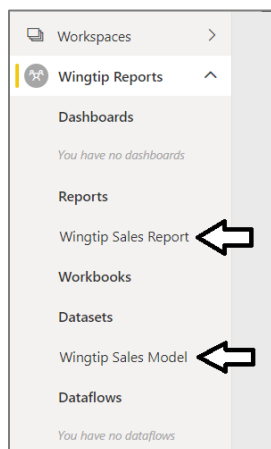 Workspaces
Wingtip Reports
Dashboards
You have no dashboards
Reports
Wingtip Sales Report
Workbooks
Datasets
Wingtip Sales Model
Dataflows
You have no dataflows